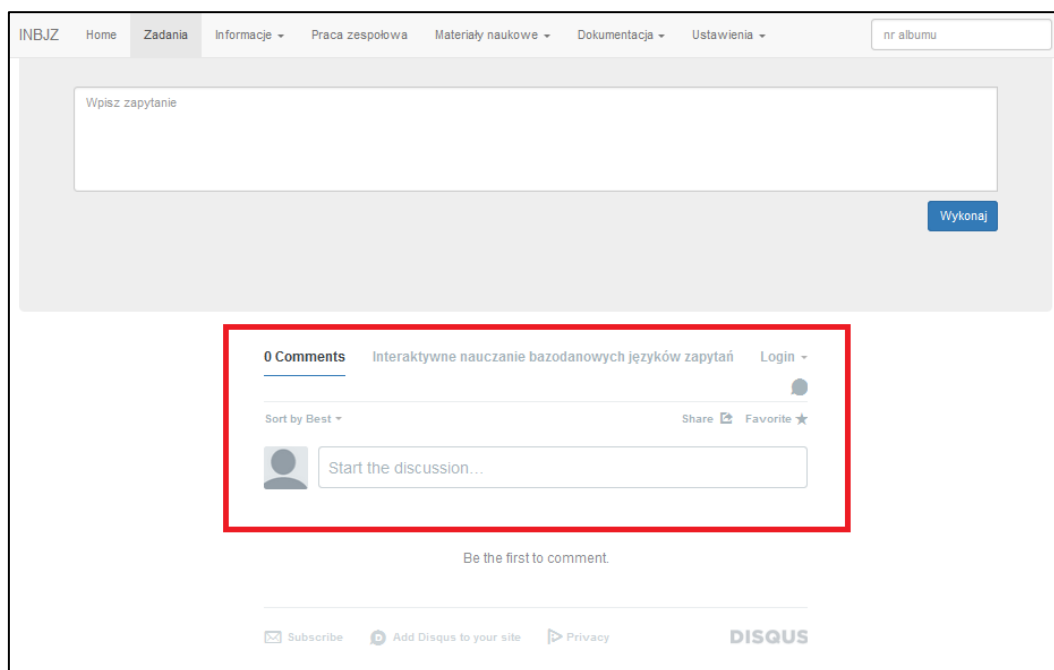 INBJZ Home Zadania Informacje Praca zespołowa Materiały naukowe Dokumentacja Ustawienia nr albumu
Wpisz zapytanie
Wykonaj
0 Comments Interaktywne nauczanie bazodanowych języków zapytań Login
Sort by Best Share Favorite
Start the discussion...
Be the first to comment.
Subscribe Add Disqus to your site Privacy DISQUS